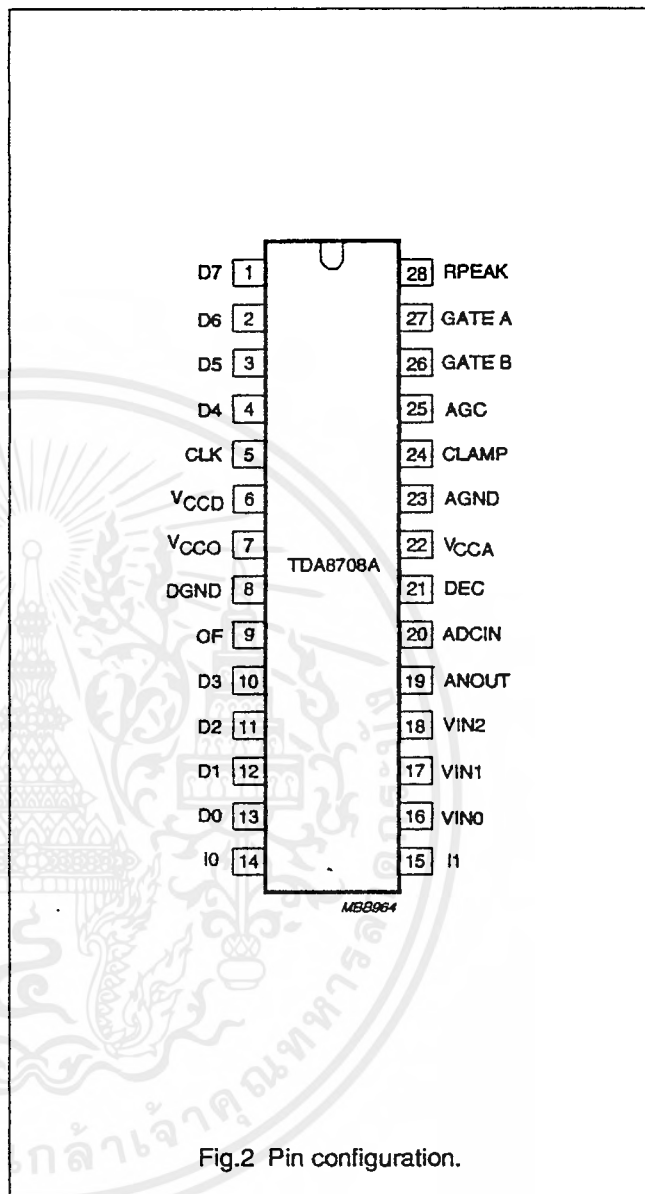 D7 1 28 RPEAK
D6 2 27 GATE A
D5 3 26 GATE B
D4 4 25 AGC
CLK 5 24 CLAMP
VCCD 6 23 AGND
VCCO 7 22 VCCA
TDA8708A
DGND 8 21 DEC
OF 9 20 ADCIN
D3 10 19 ANOUT
D2 11 18 VIN2
D1 12 17 VIN1
D0 13 16 VIN0
I0 14 15 I1
MBB964
Fig.2 Pin configuration.